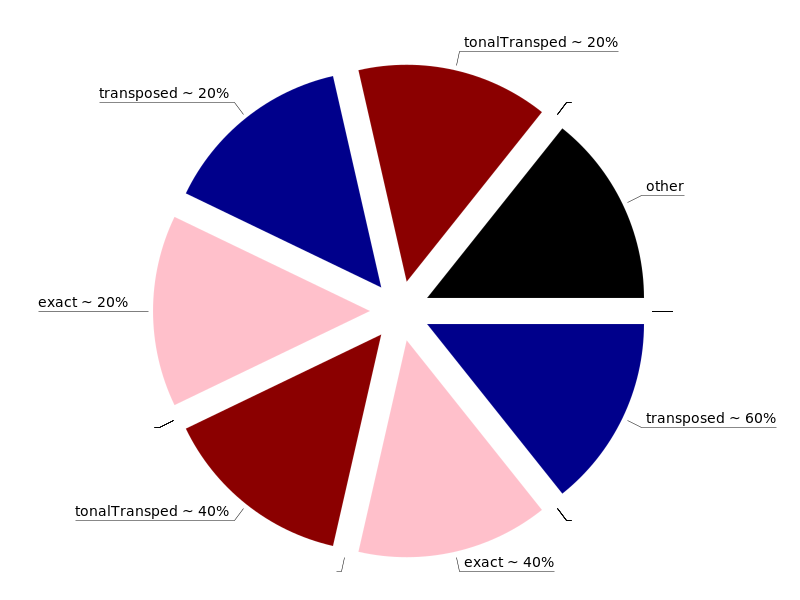 tonalTransped ~ 20%
transposed ~ 20%
other
exact ~ 20%
transposed ~ 60%
tonalTransped ~ 40%
exact ~ 40%